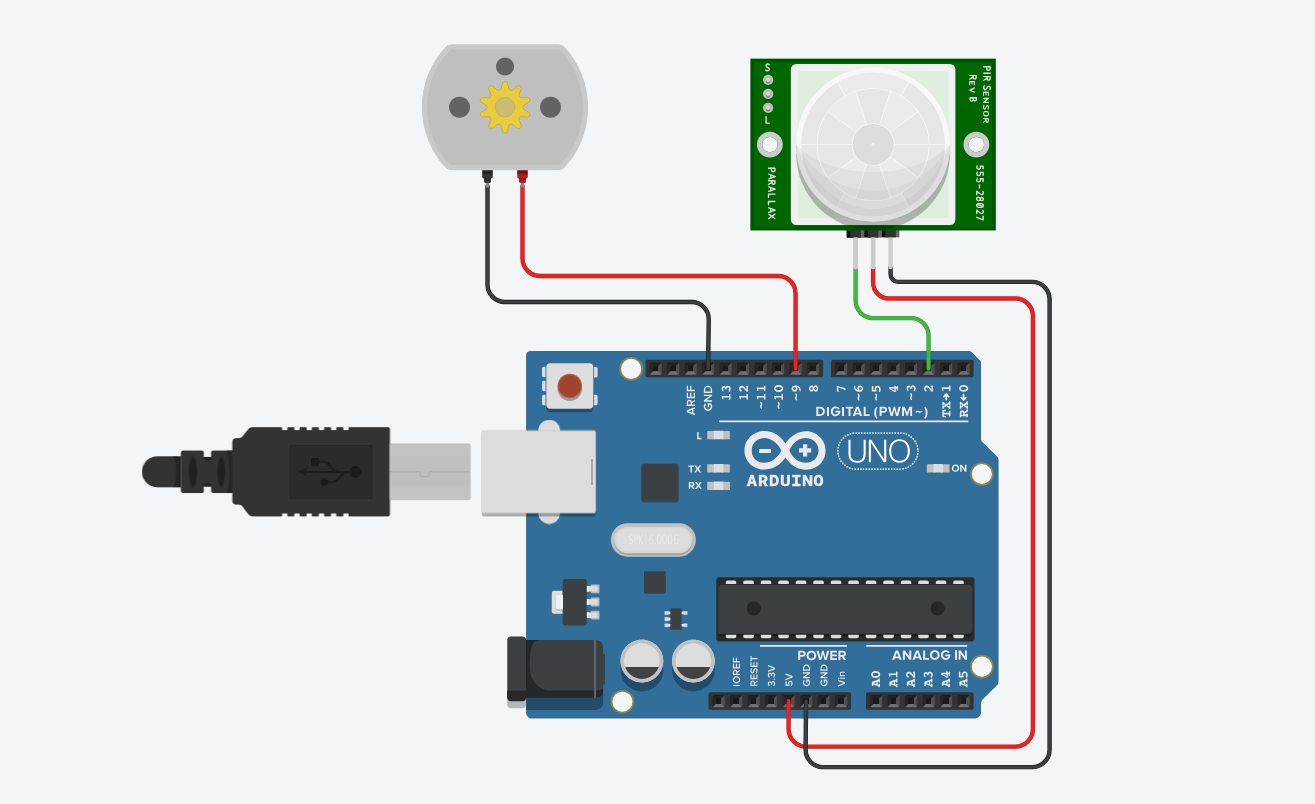 S
L
PARALLAX
PIR SENSOR
REV B
555-28027
AREF
GND
13
12
~11
~10
~9
8
7
~6
~5
4
~3
2
TX→1
RX←0
DIGITAL (PWM~)
L
TX
RX
ARDUINO
UNO
ON
SPK16.000G
POWER
ANALOG IN
IOREF
RESET
3.3V
5V
GND
GND
Vin
A0
A1
A2
A3
A4
A5